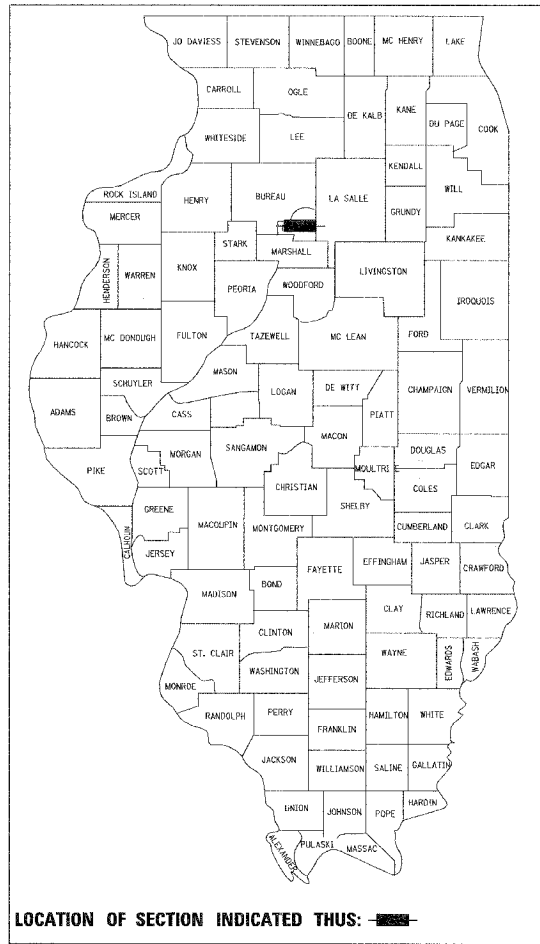 JO DAVIESS STEVENSON WINNEBAGO BOONE MC HENRY LAKE
CARROLL OGLE DE KALB KANE DU PAGE COOK
WHITESIDE LEE KENDALL WILL
ROCK ISLAND HENRY BUREAU LA SALLE GRUNDY
MERCER STARK MARSHALL KANKAKEE
HENDERSON WARREN KNOX PEORIA WOODFORD LIVINGSTON IROQUOIS
HANCOCK MC DONOUGH FULTON TAZEWELL MC LEAN FORD
SCHUYLER MASON LOGAN DE WITT CHAMPAIGN VERMILION
ADAMS BROWN CASS PIATT
PIKE SCOTT MORGAN SANGAMON MACON MOULTRIE DOUGLAS EDGAR
CHRISTIAN COLES
GREENE MACOUPIN MONTGOMERY SHELBY CUMBERLAND CLARK
CALHOUN JERSEY FAYETTE EFFINGHAM JASPER CRAWFORD
MADISON BOND CLAY RICHLAND LAWRENCE
CLINTON MARION WAYNE EDWARDS WABASH
ST. CLAIR WASHINGTON JEFFERSON
MONROE RANDOLPH PERRY FRANKLIN HAMILTON WHITE
JACKSON WILLIAMSON SALINE GALLATIN
UNION JOHNSON POPE HARDIN
ALEXANDER PULASKI MASSAC
LOCATION OF SECTION INDICATED THUS: